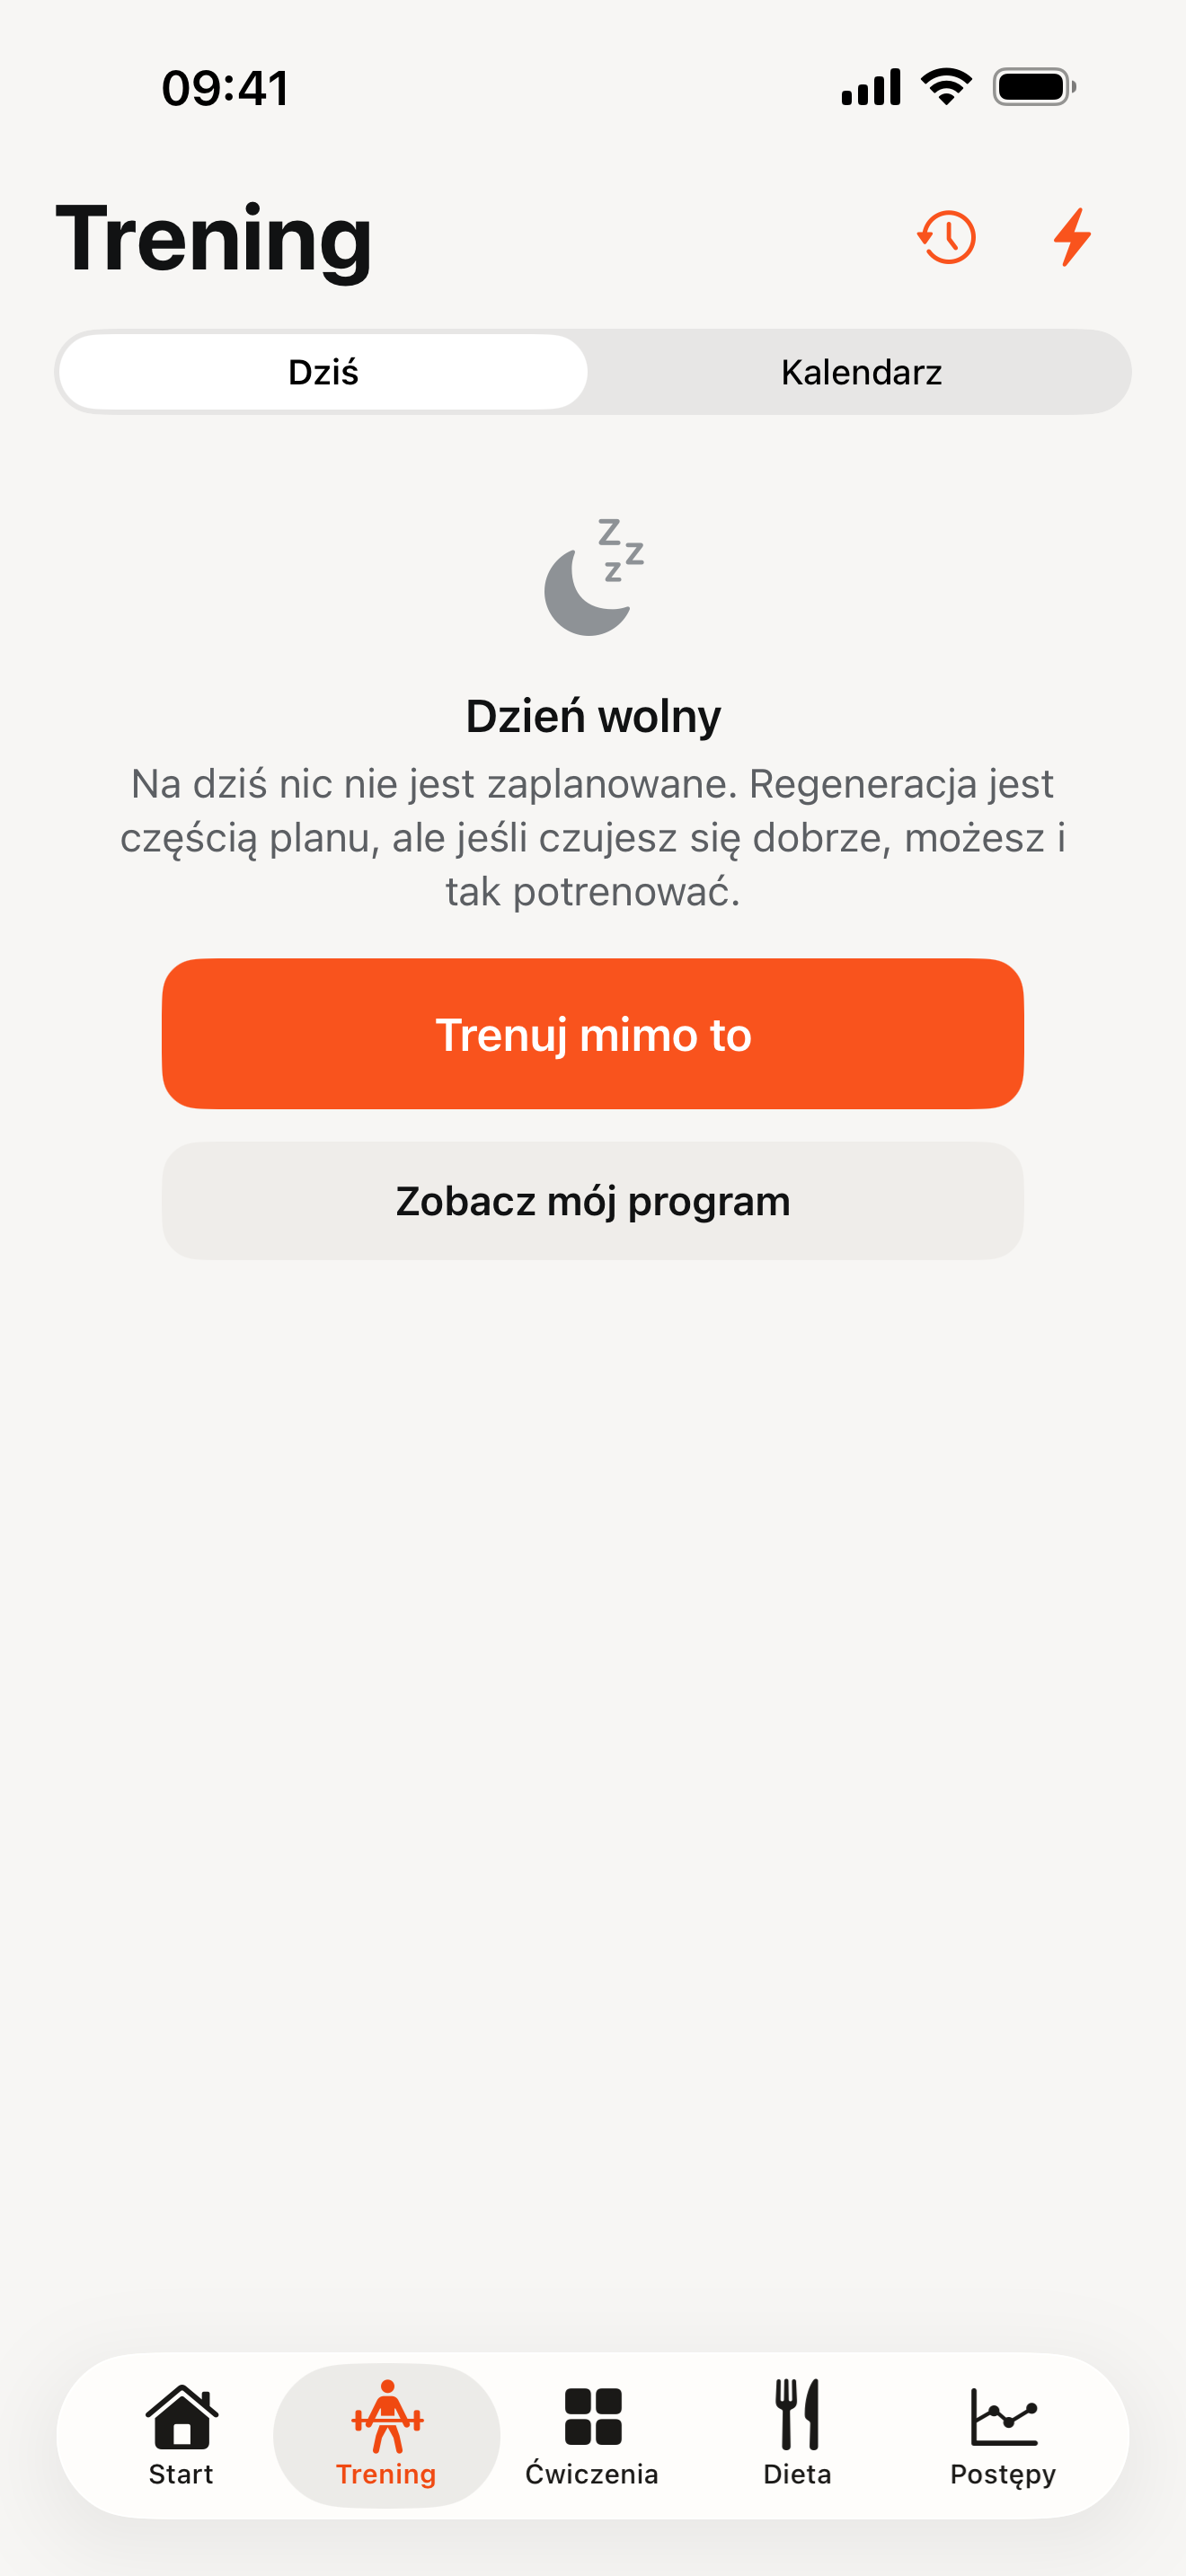 09:41
Trening
Dziś
Kalendarz
z z z
Dzień wolny
Na dziś nic nie jest zaplanowane. Regeneracja jest
częścią planu, ale jeśli czujesz się dobrze, możesz i
tak potrenować.
Trenuj mimo to
Zobacz mój program
Start
Trening
Ćwiczenia
Dieta
Postępy